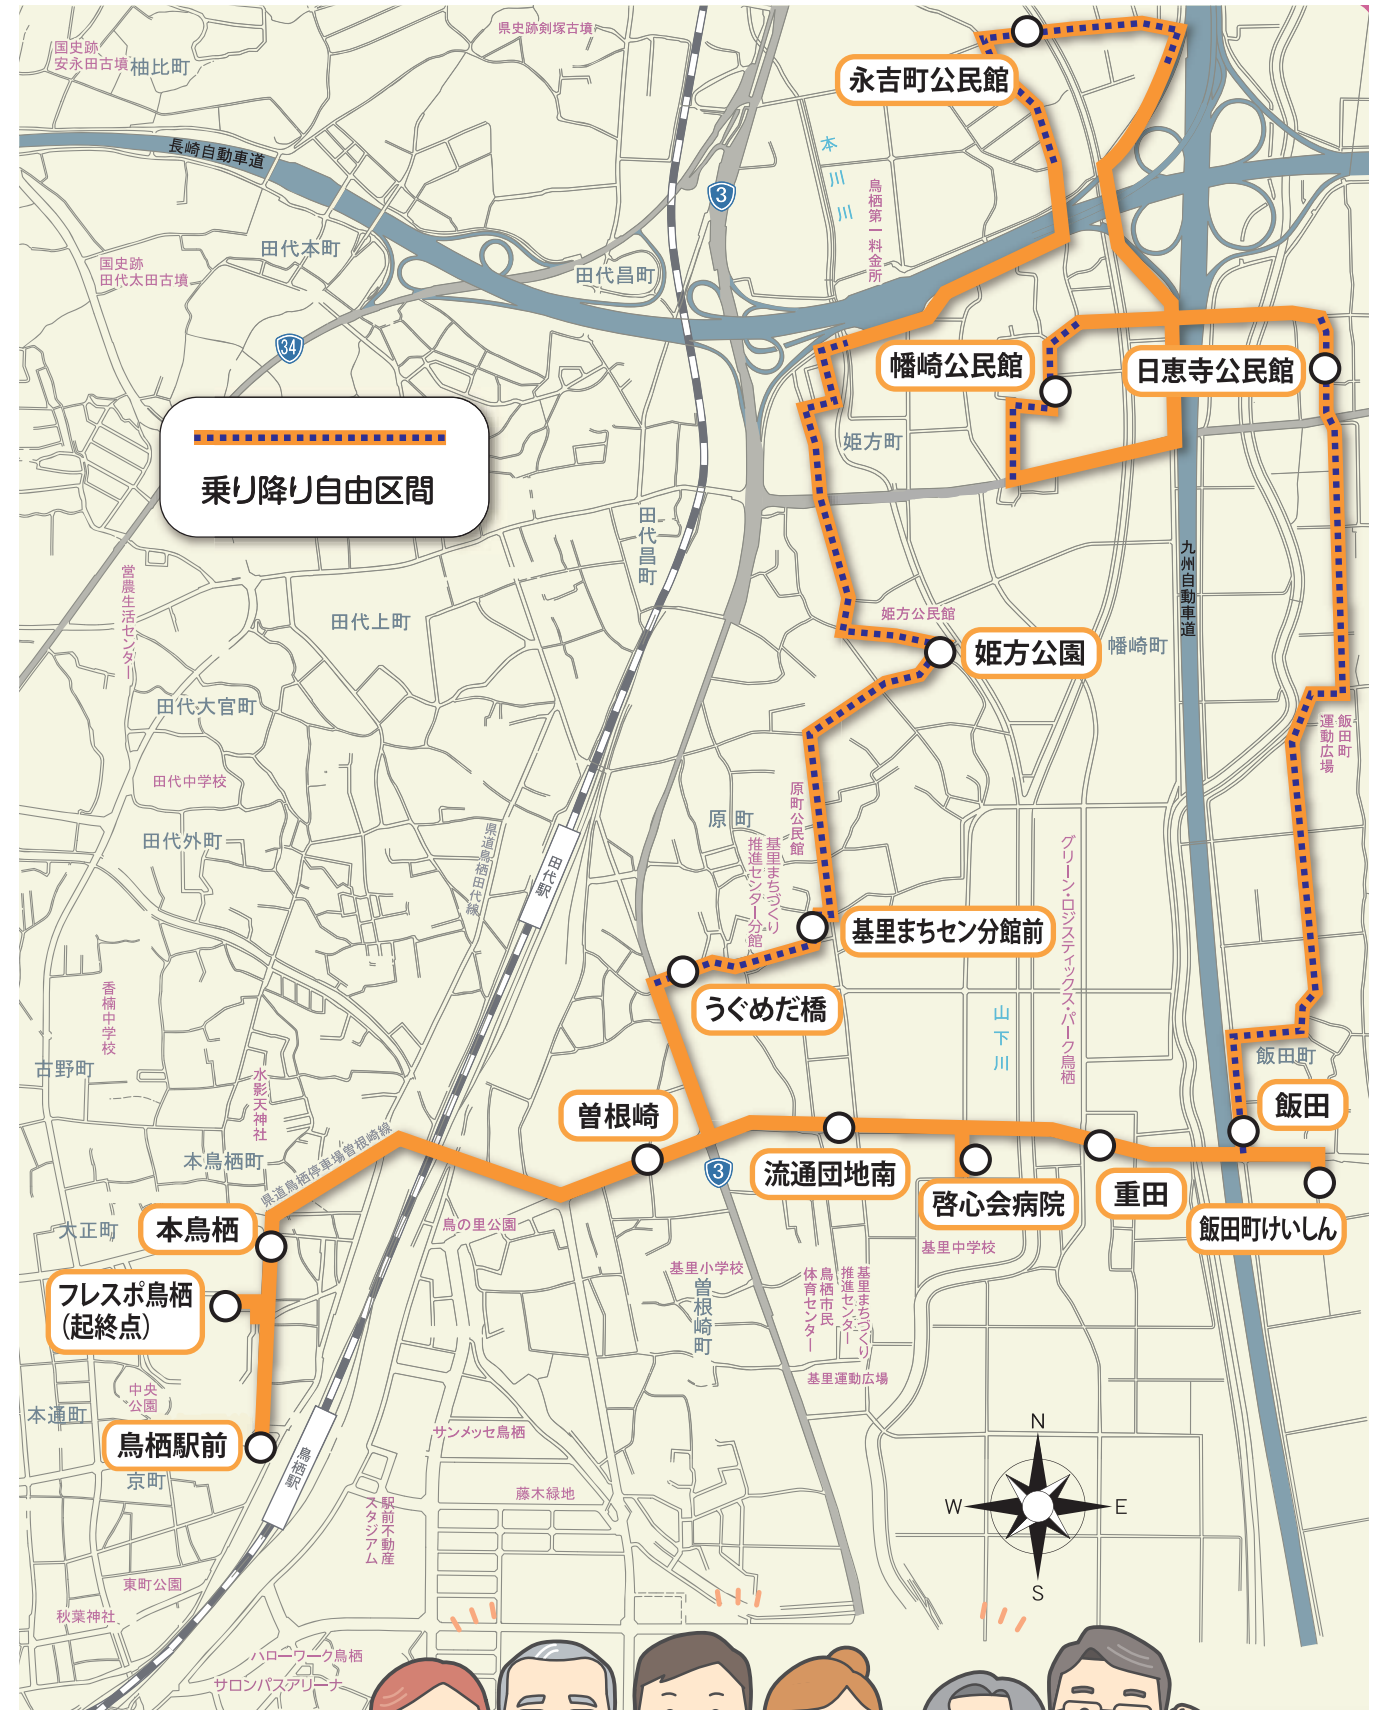 県史跡剣塚古墳
国史跡
安永田古墳
柚比町
永吉町公民館
長崎自動車道
本川川
3
鳥栖第一料金所
田代本町
国史跡
田代太田古墳
田代昌町
34
幡崎公民館
日恵寺公民館
乗り降り自由区間
姫方町
田代昌町
九州自動車道
営農生活センター
田代上町
姫方公民館
姫方公園
幡崎町
田代大官町
飯田町
運動広場
田代中学校
原町公民館
原町
田代外町
県道鳥栖田代線
田代駅
基里まちづくり
推進センター分館
グリーン・ロジスティックス・パーク鳥栖
基里まちセン分館前
うぐめだ橋
香楠中学校
山下川
古野町
水影天神社
飯田町
飯田
曽根崎
県道鳥栖停車場曽根崎線
本鳥栖町
3
流通団地南
啓心会病院
重田
飯田町けいしん
大正町
本鳥栖
鳥の里公園
基里中学校
基里小学校
曽根崎町
フレスポ鳥栖
（起終点）
鳥栖市民
体育センター
基里まちづくり
推進センター
基里運動広場
中央
公園
本通町
鳥栖駅前
鳥栖駅
サンメッセ鳥栖
京町
藤木緑地
駅前不動産
スタジアム
N
W
E
S
東町公園
秋葉神社
ハローワーク鳥栖
サロンパスアリーナ